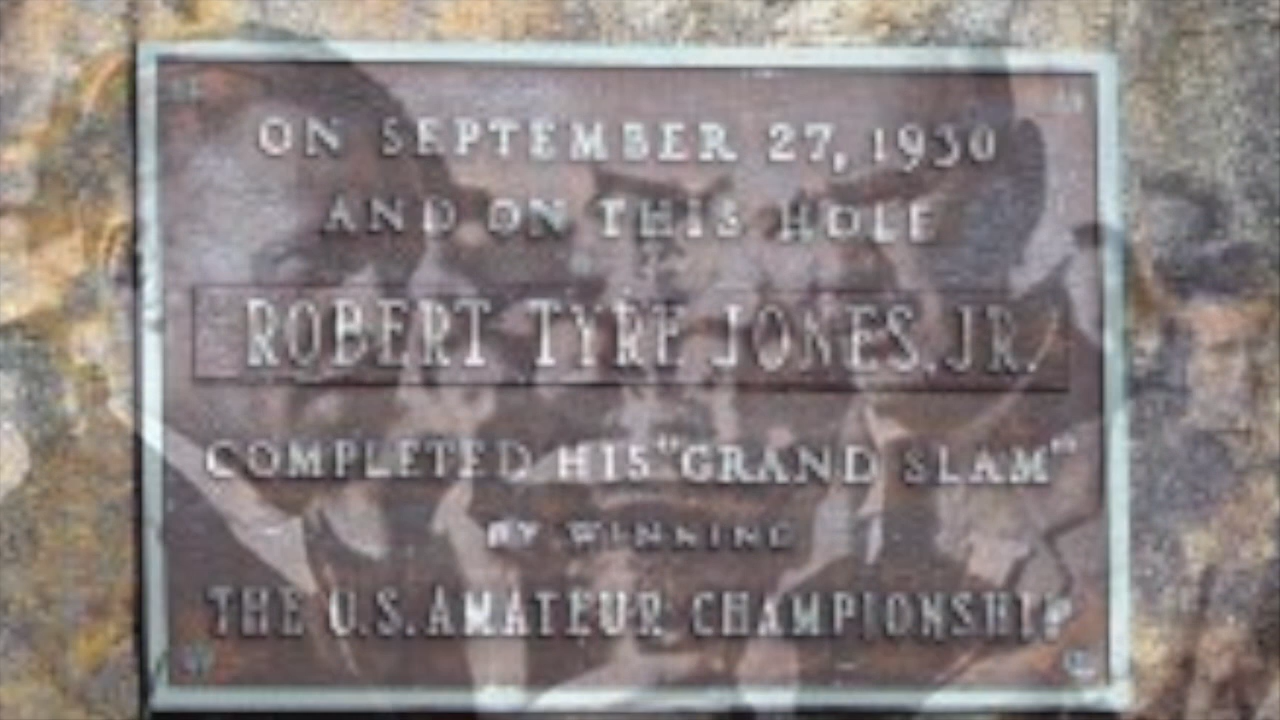 ON SEPTEMBER 27, 1930
AND ON THIS HOLE
ROBERT TYRE JONES, JR.
COMPLETED HIS "GRAND SLAM"
BY WINNING
THE U.S. AMATEUR CHAMPIONSHIP